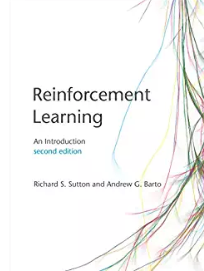 Reinforcement
Learning
An Introduction
second edition
Richard S. Sutton and Andrew G. Barto